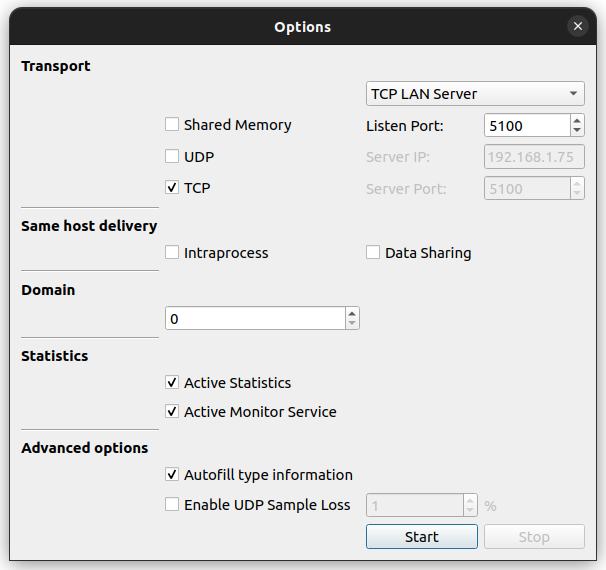 Options
Transport
TCP LAN Server
Shared Memory Listen Port: 5100
UDP Server IP: 192.168.1.75
TCP Server Port: 5100
Same host delivery
Intraprocess Data Sharing
Domain
0
Statistics
Active Statistics
Active Monitor Service
Advanced options
Autofill type information
Enable UDP Sample Loss 1 %
Start Stop